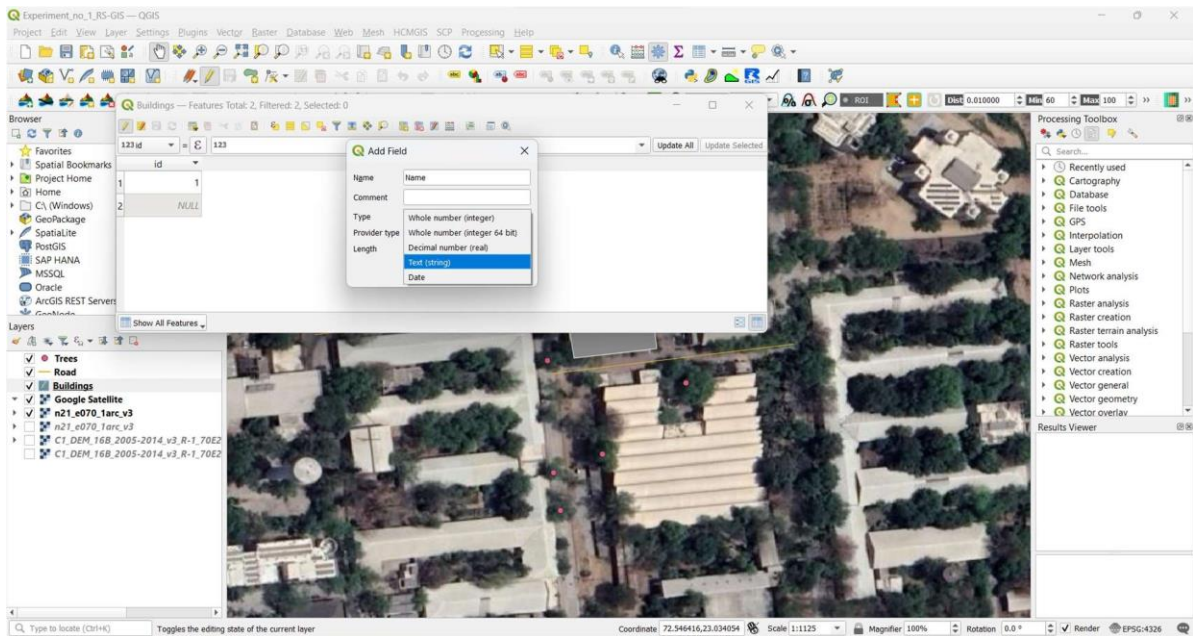 Experiment_no_1_RS-GIS — QGIS
Project Edit View Layer Settings Plugins Vector Raster Database Web Mesh HCMGIS SCP Processing Help
ROI Dist 0.010000 Min 60 Max 100
Browser
Favorites
Spatial Bookmarks
Project Home
Home
C:\ (Windows)
GeoPackage
SpatiaLite
PostGIS
SAP HANA
MSSQL
Oracle
ArcGIS REST Servers
GeoNode
Buildings — Features Total: 2, Filtered: 2, Selected: 0
123 id = ε 123 Update All Update Selected
id
1 1
2 NULL
Show All Features
Add Field
Name Name
Comment
Type
Provider type
Length
Whole number (integer)
Whole number (integer 64 bit)
Decimal number (real)
Text (string)
Date
Layers
Trees
Road
Buildings
Google Satellite
n21_e070_1arc_v3
n21_e070_1arc_v3
C1_DEM_16B_2005-2014_v3_R-1_70E2
C1_DEM_16B_2005-2014_v3_R-1_70E2
Processing Toolbox
Search...
Recently used
Cartography
Database
File tools
GPS
Interpolation
Layer tools
Mesh
Network analysis
Plots
Raster analysis
Raster creation
Raster terrain analysis
Raster tools
Vector analysis
Vector creation
Vector general
Vector geometry
Vector overlay
Results Viewer
Type to locate (Ctrl+K) Toggles the editing state of the current layer Coordinate 72.546416,23.034054 Scale 1:1125 Magnifier 100% Rotation 0.0 ° Render EPSG:4326